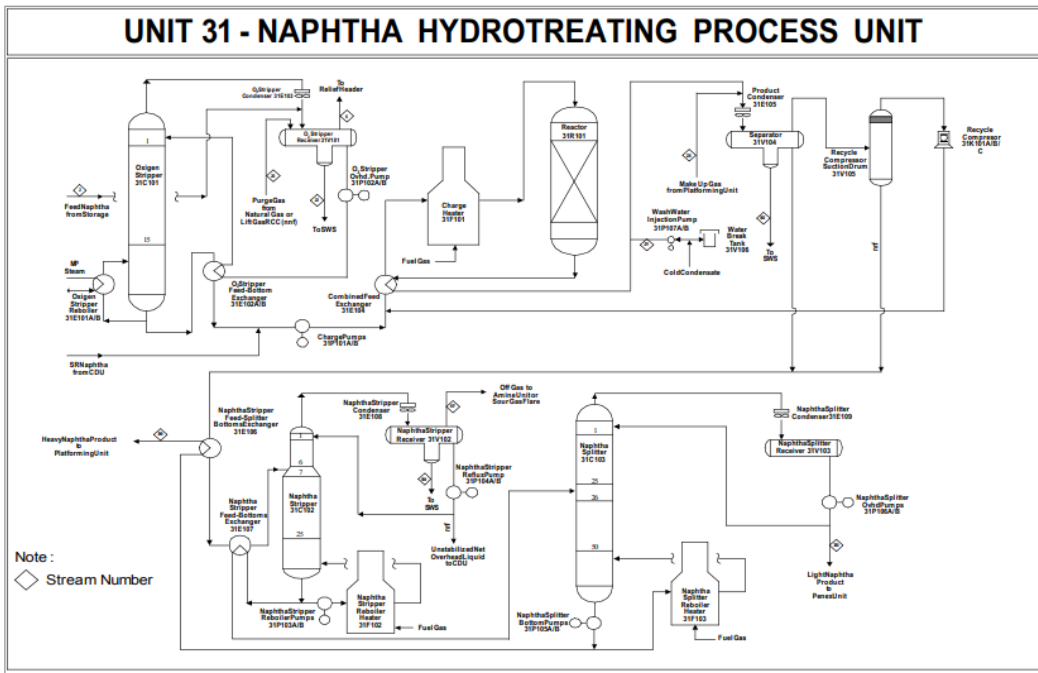 UNIT 31 - NAPHTHA HYDROTREATING PROCESS UNIT
O₂Stripper
Condenser 31E103
To
ReliefHeader
O₂Stripper
Receiver 31V101
1
Oxigen
Stripper
31C101
15
FeedNaphtha
fromStorage
PurgeGas
from
Natural Gas or
LiftGasRCC (nnf)
ToSWS
O₂Stripper
Ovhd.Pump
31P102A/B
MP
Steam
Oxigen
Stripper
Reboiler
31E101A/B
O₂Stripper
Feed-Bottom
Exchanger
31E102A/B
SRNaphtha
fromCDU
ChargePumps
31P101A/B
Charge
Heater
31F101
FuelGas
CombinedFeed
Exchanger
31E104
Reactor
31R101
Product
Condenser
31E105
Separator
31V104
MakeUpGas
fromPlatformingUnit
WashWater
InjectionPump
31P107A/B
Water
Break
Tank
31V106
ColdCondensate
To
SWS
Recycle
Compressor
SuctionDrum
31V105
Recycle
Compresor
31K101A/B/
C
nnf
NaphthaStripper
Feed-Splitter
BottomsExchanger
31E106
HeavyNaphthaProduct
to
PlatformingUnit
Naphtha
Stripper
Feed-Bottoms
Exchanger
31E107
1
6
7
Naphtha
Stripper
31C102
25
NaphthaStripper
Condenser
31E108
NaphthaStripper
Receiver 31V102
Off Gas to
AmineUnitor
SourGasFlare
NaphthaStripper
RefluxPump
31P104A/B
To
SWS
nnf
UnstabilizedNet
OverheadLiquid
toCDU
NaphthaStripper
ReboilerPumps
31P103A/B
Naphtha
Stripper
Reboiler
Heater
31F102
FuelGas
1
Naphtha
Splitter
31C103
25
26
50
NaphthaSplitter
Condenser31E109
NaphthaSplitter
Receiver 31V103
NaphthaSplitter
OvhdPumps
31P106A/B
LightNaphtha
Product
to
PenexUnit
NaphthaSplitter
BottomPumps
31P105A/B
Naphtha
Splitter
Reboiler
Heater
31F103
FuelGas
Note :
Stream Number